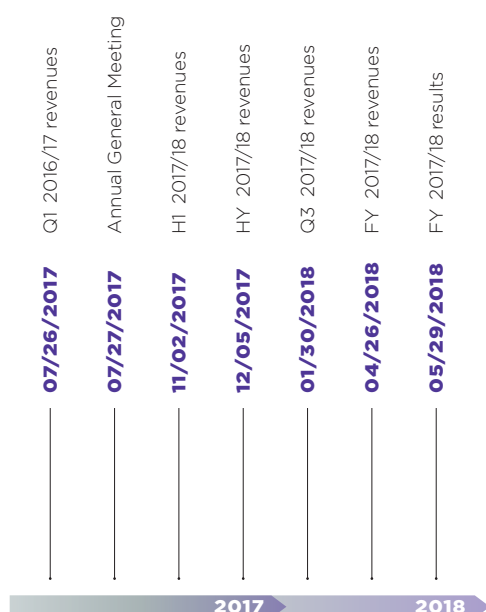 07/26/2017 Q1 2016/17 revenues
07/27/2017 Annual General Meeting
11/02/2017 H1 2017/18 revenues
12/05/2017 HY 2017/18 revenues
01/30/2018 Q3 2017/18 revenues
04/26/2018 FY 2017/18 revenues
05/29/2018 FY 2017/18 results
2017
2018